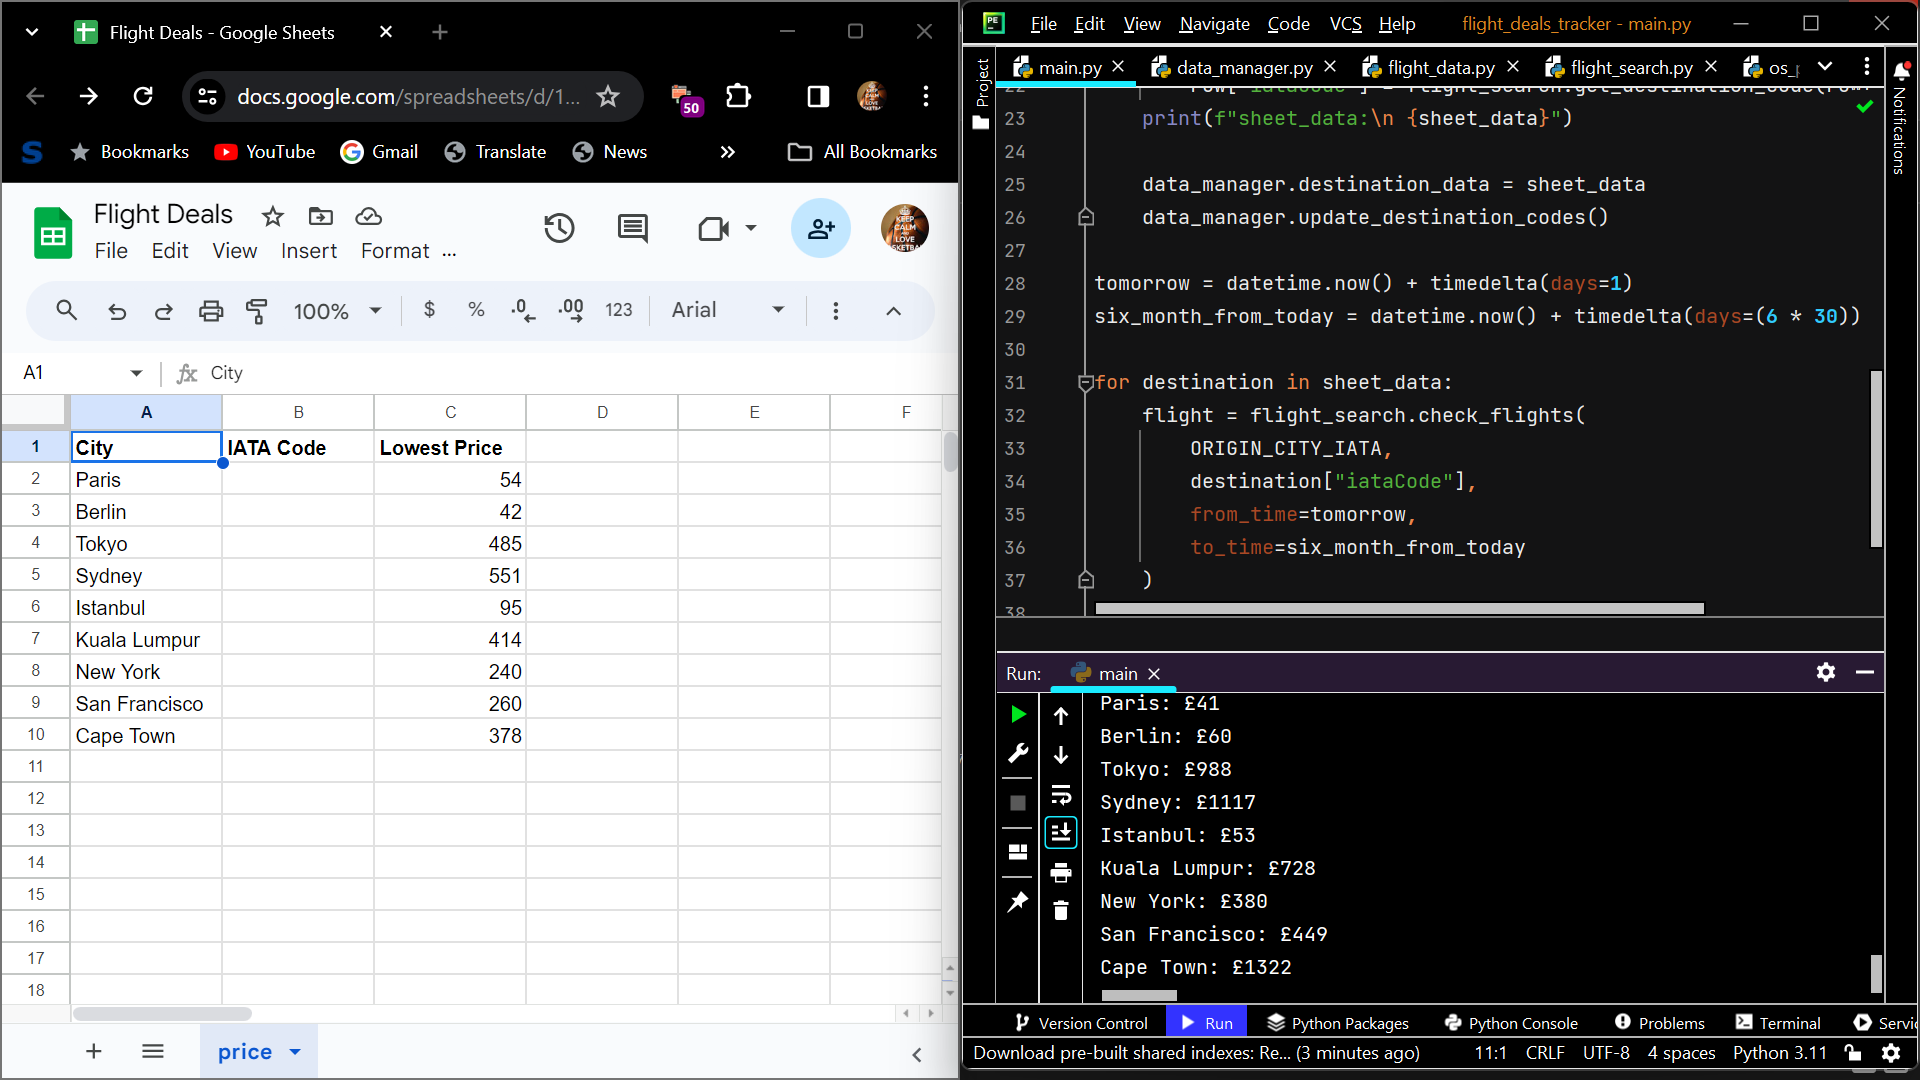 Flight Deals - Google Sheets
docs.google.com/spreadsheets/d/1...
50
Bookmarks
YouTube
Gmail
Translate
News
All Bookmarks
Flight Deals
File Edit View Insert Format ...
100%
$ % .0 .00 123 Arial
A1
City
A B C D E F
1 City IATA Code Lowest Price
2 Paris 54
3 Berlin 42
4 Tokyo 485
5 Sydney 551
6 Istanbul 95
7 Kuala Lumpur 414
8 New York 240
9 San Francisco 260
10 Cape Town 378
11
12
13
14
15
16
17
18
price
PE
File Edit View Navigate Code VCS Help
flight_deals_tracker - main.py
Project
main.py
data_manager.py
flight_data.py
flight_search.py
Notifications
23 print(f"sheet_data:\n {sheet_data}")
24
25 data_manager.destination_data = sheet_data
26 data_manager.update_destination_codes()
27
28 tomorrow = datetime.now() + timedelta(days=1)
29 six_month_from_today = datetime.now() + timedelta(days=(6 * 30))
30
31 for destination in sheet_data:
32 flight = flight_search.check_flights(
33 ORIGIN_CITY_IATA,
34 destination["iataCode"],
35 from_time=tomorrow,
36 to_time=six_month_from_today
37 )
38
Run: main
Paris: £41
Berlin: £60
Tokyo: £988
Sydney: £1117
Istanbul: £53
Kuala Lumpur: £728
New York: £380
San Francisco: £449
Cape Town: £1322
Version Control Run Python Packages Python Console Problems Terminal Servic
Download pre-built shared indexes: Re... (3 minutes ago) 11:1 CRLF UTF-8 4 spaces Python 3.11